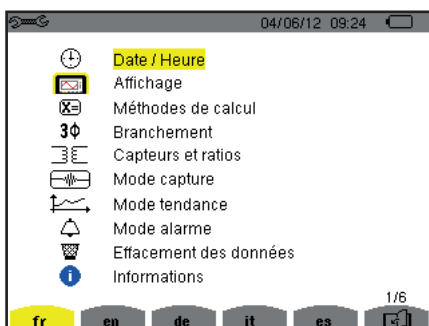 04/06/12 09:24
Date / Heure
Affichage
X= Méthodes de calcul
3Φ Branchement
Capteurs et ratios
Mode capture
Mode tendance
Mode alarme
Effacement des données
i Informations
1/6
fr en de it es